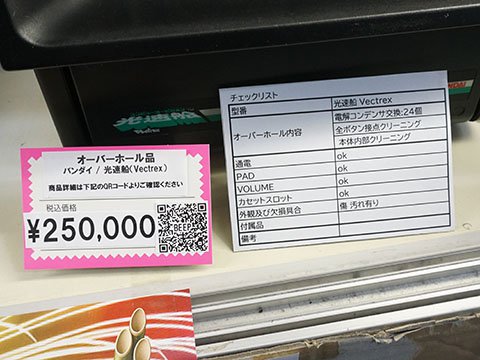 光速船
Vectrex
オーバーホール品
バンダイ / 光速船(Vectrex)
商品詳細は下記のQRコードよりご確認ください
税込価格
¥250,000
BEEP
チェックリスト
型番 光速船 Vectrex
オーバーホール内容 電解コンデンサ交換:24個
全ボタン接点クリーニング
本体内部クリーニング
通電 ok
PAD ok
VOLUME ok
カセットスロット ok
外観及び欠損具合 傷 汚れ有り
付属品
備考